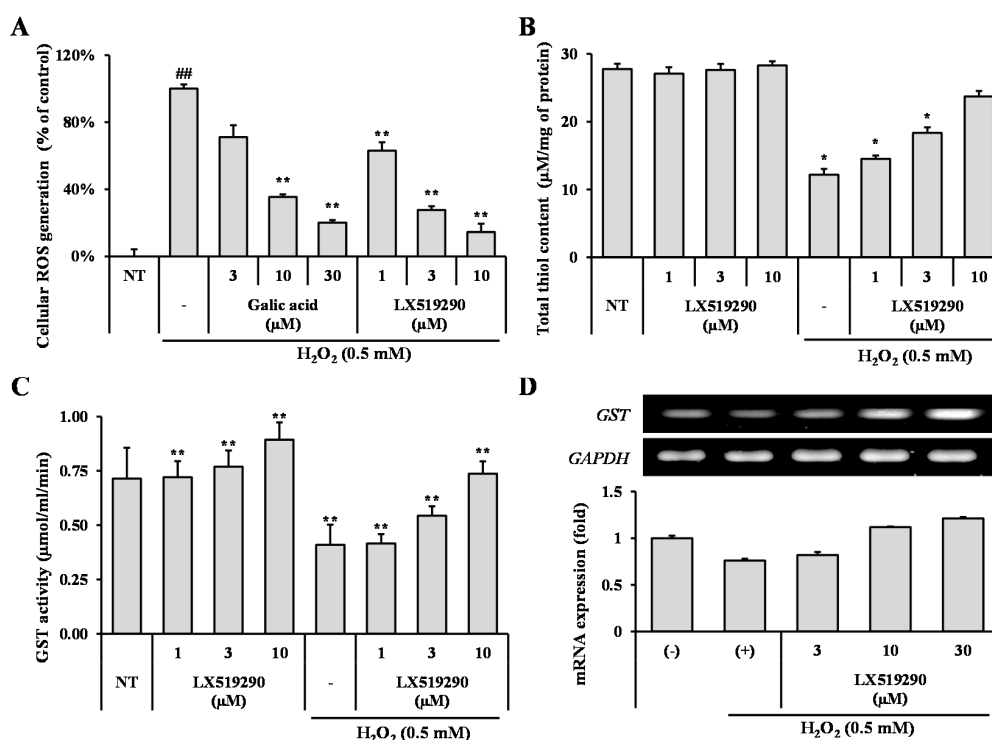 A
Cellular ROS generation (% of control)
120%
80%
40%
0%
##
**
**
**
**
**
NT
-
3
10
30
1
3
10
Galic acid
(µM)
LX519290
(µM)
H₂O₂ (0.5 mM)
B
Total thiol content (µM/mg of protein)
30
20
10
0
*
*
*
NT
1
3
10
-
1
3
10
LX519290
(µM)
LX519290
(µM)
H₂O₂ (0.5 mM)
C
GST activity (µmol/ml/min)
1.00
0.75
0.50
0.25
0.00
**
**
**
**
**
**
**
NT
1
3
10
-
1
3
10
LX519290
(µM)
LX519290
(µM)
H₂O₂ (0.5 mM)
D
GST
GAPDH
mRNA expression (fold)
1.5
1
0.5
0
(-)
(+)
3
10
30
LX519290
(µM)
H₂O₂ (0.5 mM)